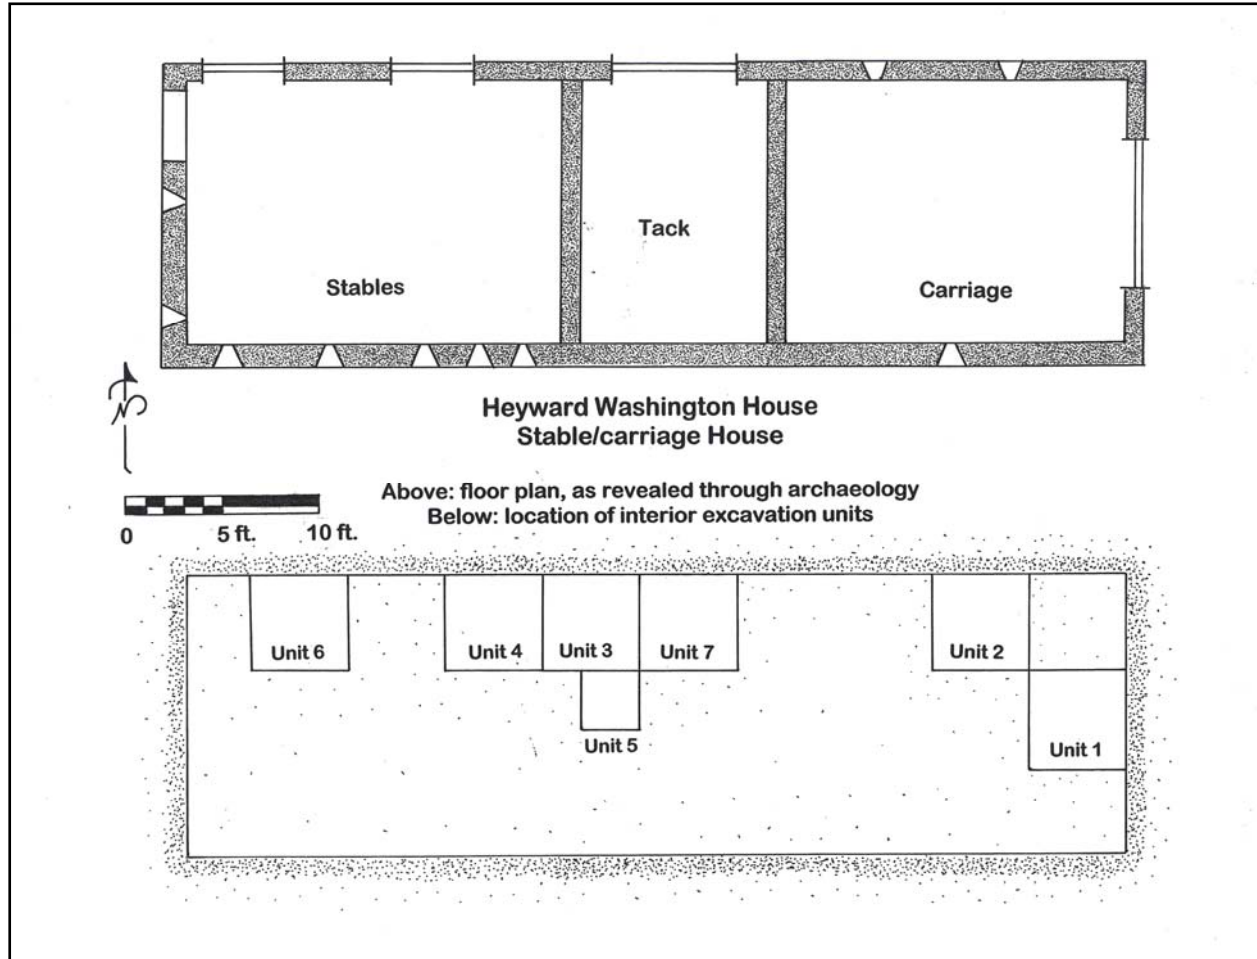 Stables
Tack
Carriage
Heyward Washington House
Stable/carriage House
Above: floor plan, as revealed through archaeology
Below: location of interior excavation units
0 5 ft. 10 ft.
Unit 6
Unit 4
Unit 3
Unit 7
Unit 2
Unit 5
Unit 1